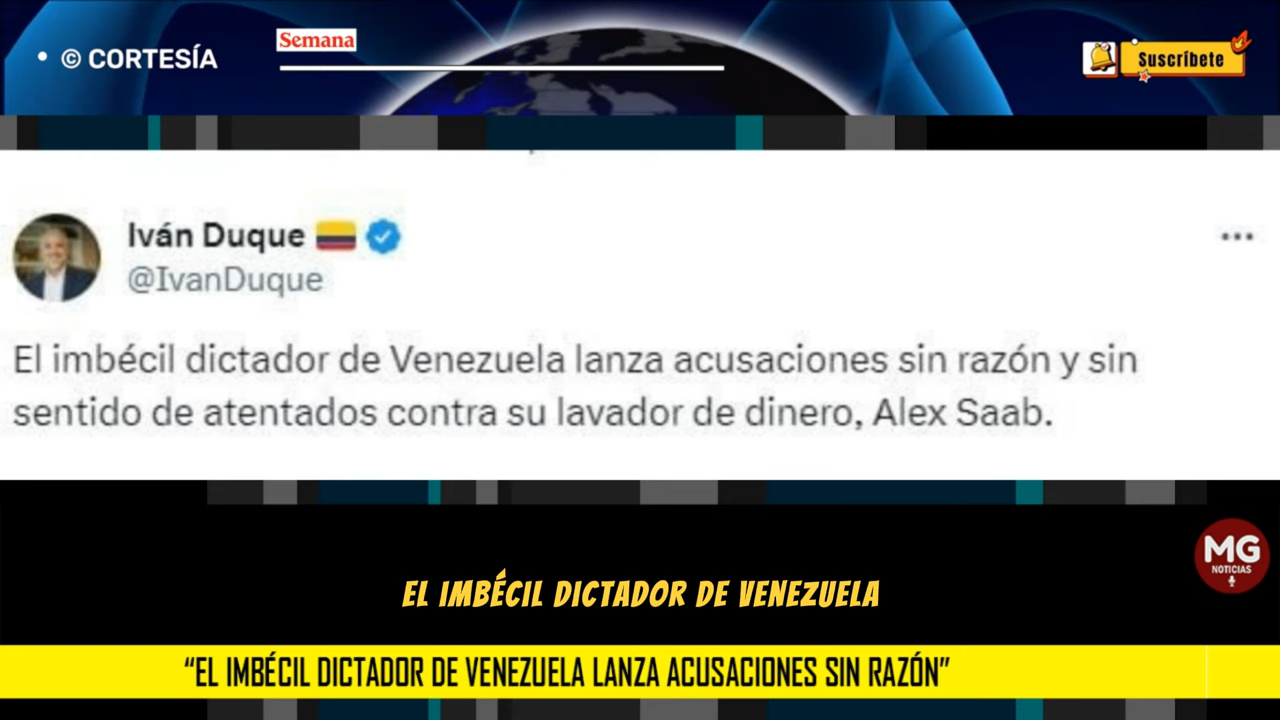 • © CORTESÍA
Semana
Suscríbete
Iván Duque
@IvanDuque
El imbécil dictador de Venezuela lanza acusaciones sin razón y sin
sentido de atentados contra su lavador de dinero, Alex Saab.
MG
NOTICIAS
EL IMBÉCIL DICTADOR DE VENEZUELA
“EL IMBÉCIL DICTADOR DE VENEZUELA LANZA ACUSACIONES SIN RAZÓN”